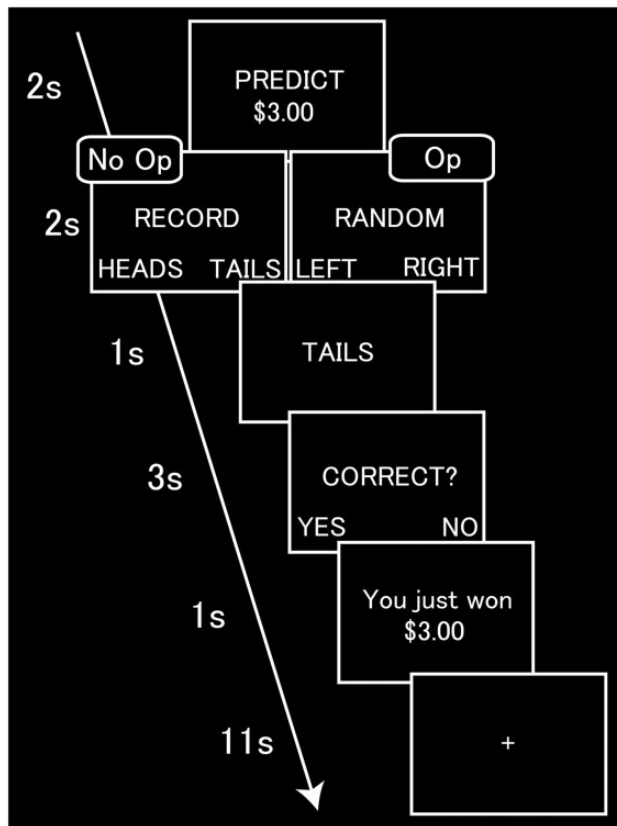 PREDICT
$3.00
2s
No Op
Op
2s
RECORD
HEADS TAILS
RANDOM
LEFT RIGHT
1s
TAILS
3s
CORRECT?
YES NO
1s
You just won
$3.00
11s
+